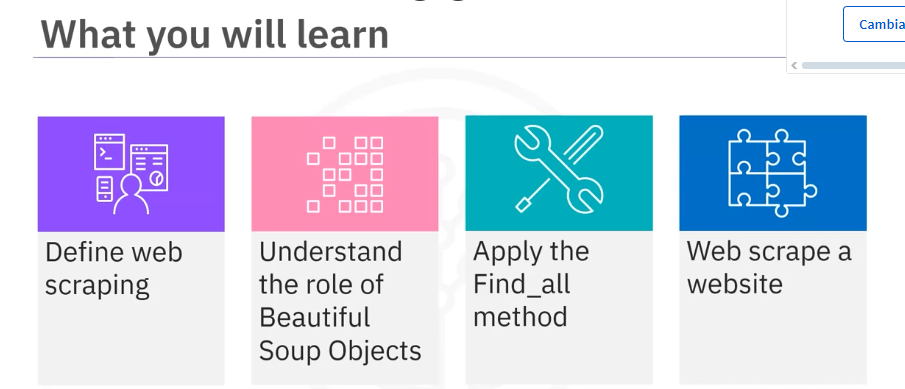 What you will learn
Cambia
Define web
scraping
Understand
the role of
Beautiful
Soup Objects
Apply the
Find_all
method
Web scrape a
website